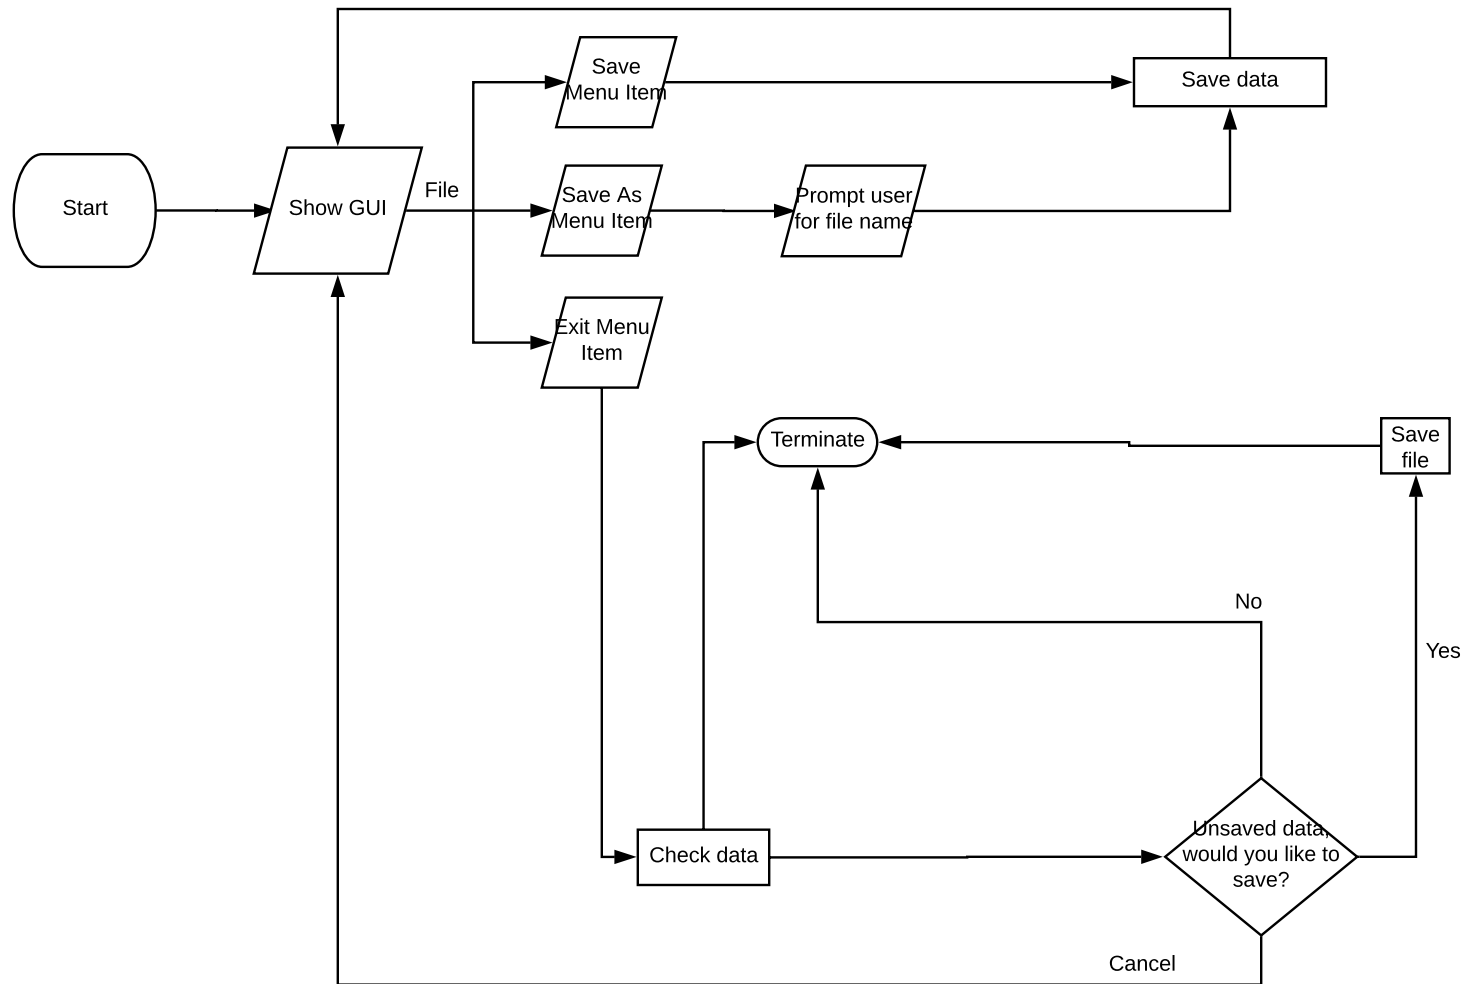 Save
Menu Item
Save data
Start
Show GUI
File
Save As
Menu Item
Prompt user
for file name
Exit Menu
Item
Terminate
Save
file
No
Yes
Check data
Unsaved data,
would you like to
save?
Cancel